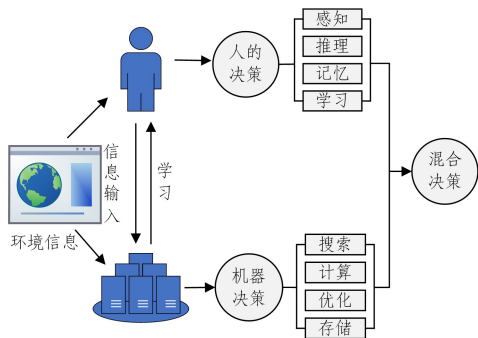 感知
推理
记忆
学习
人的
决策
信息输入
学习
环境信息
混合
决策
机器
决策
搜索
计算
优化
存储